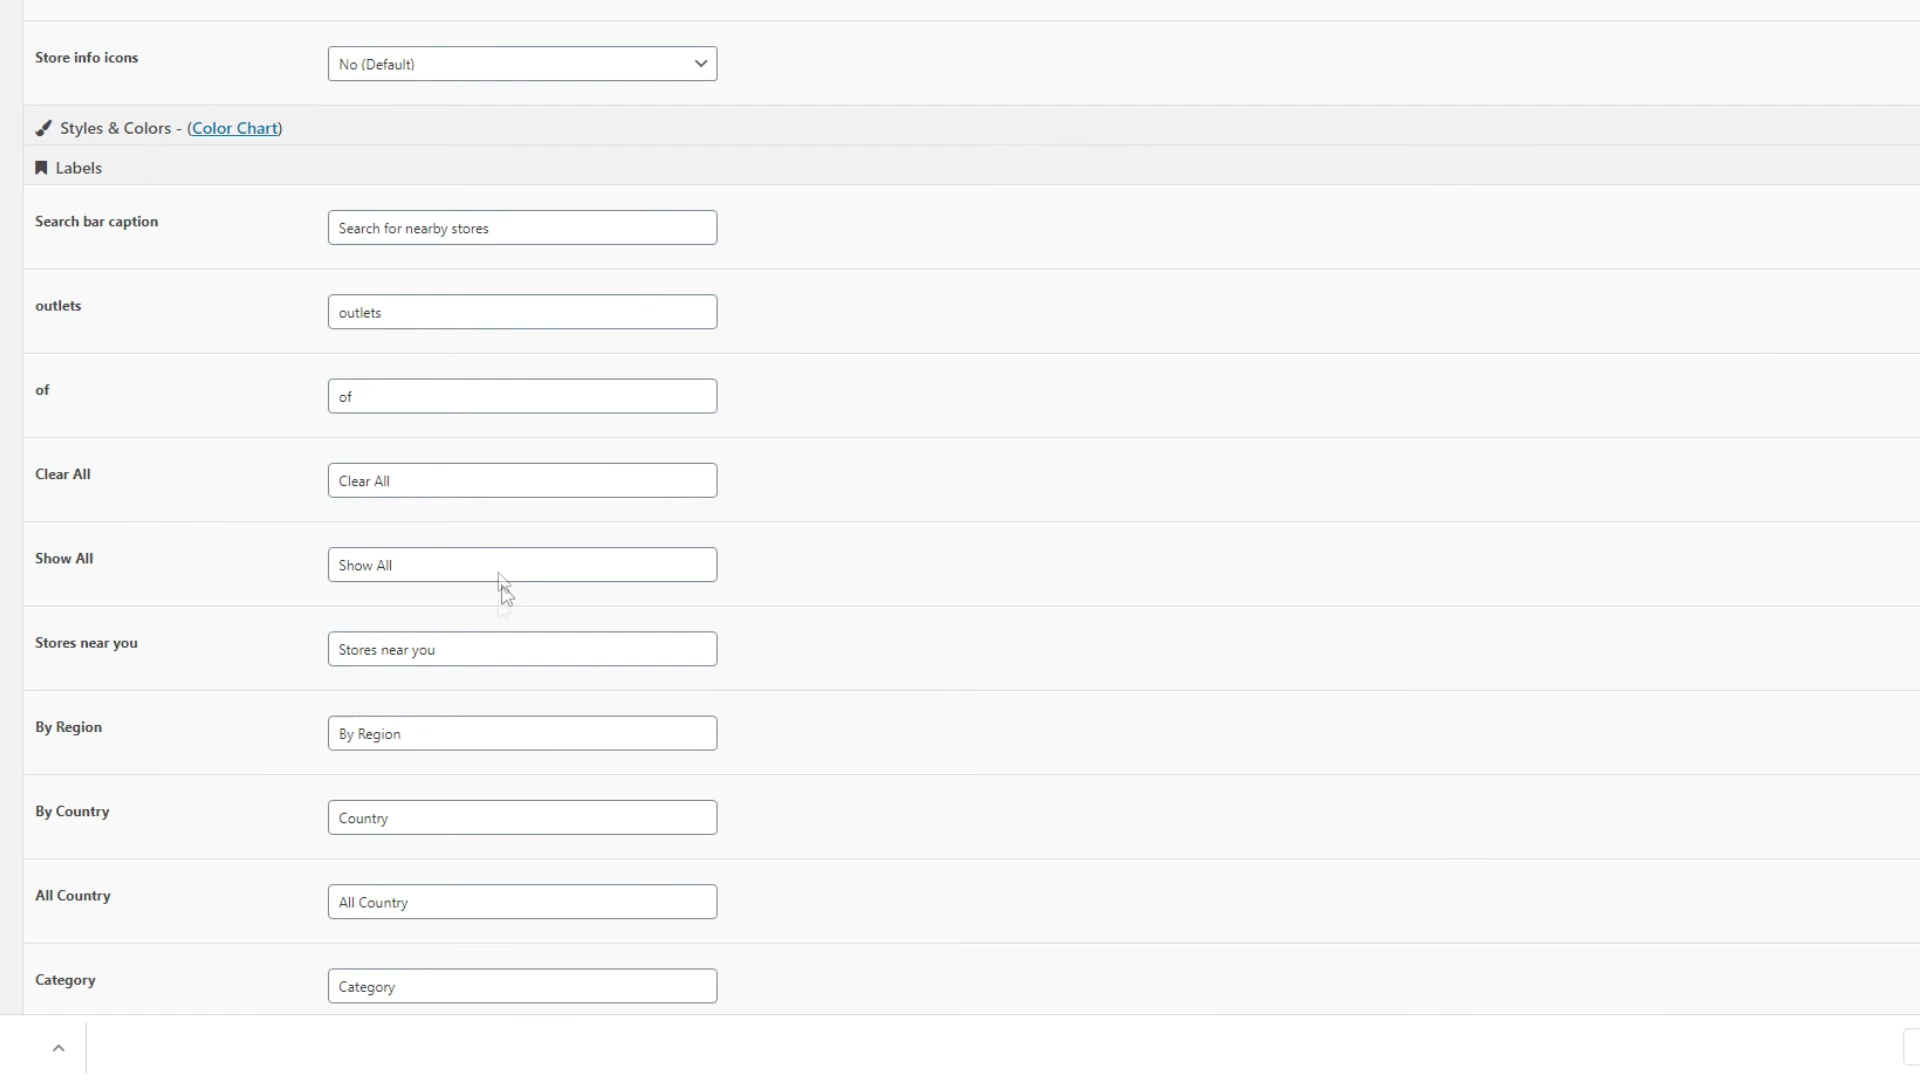 Store info icons
No (Default)
Styles & Colors - (Color Chart)
Labels
Search bar caption
Search for nearby stores
outlets
outlets
of
of
Clear All
Clear All
Show All
Show All
Stores near you
Stores near you
By Region
By Region
By Country
Country
All Country
All Country
Category
Category